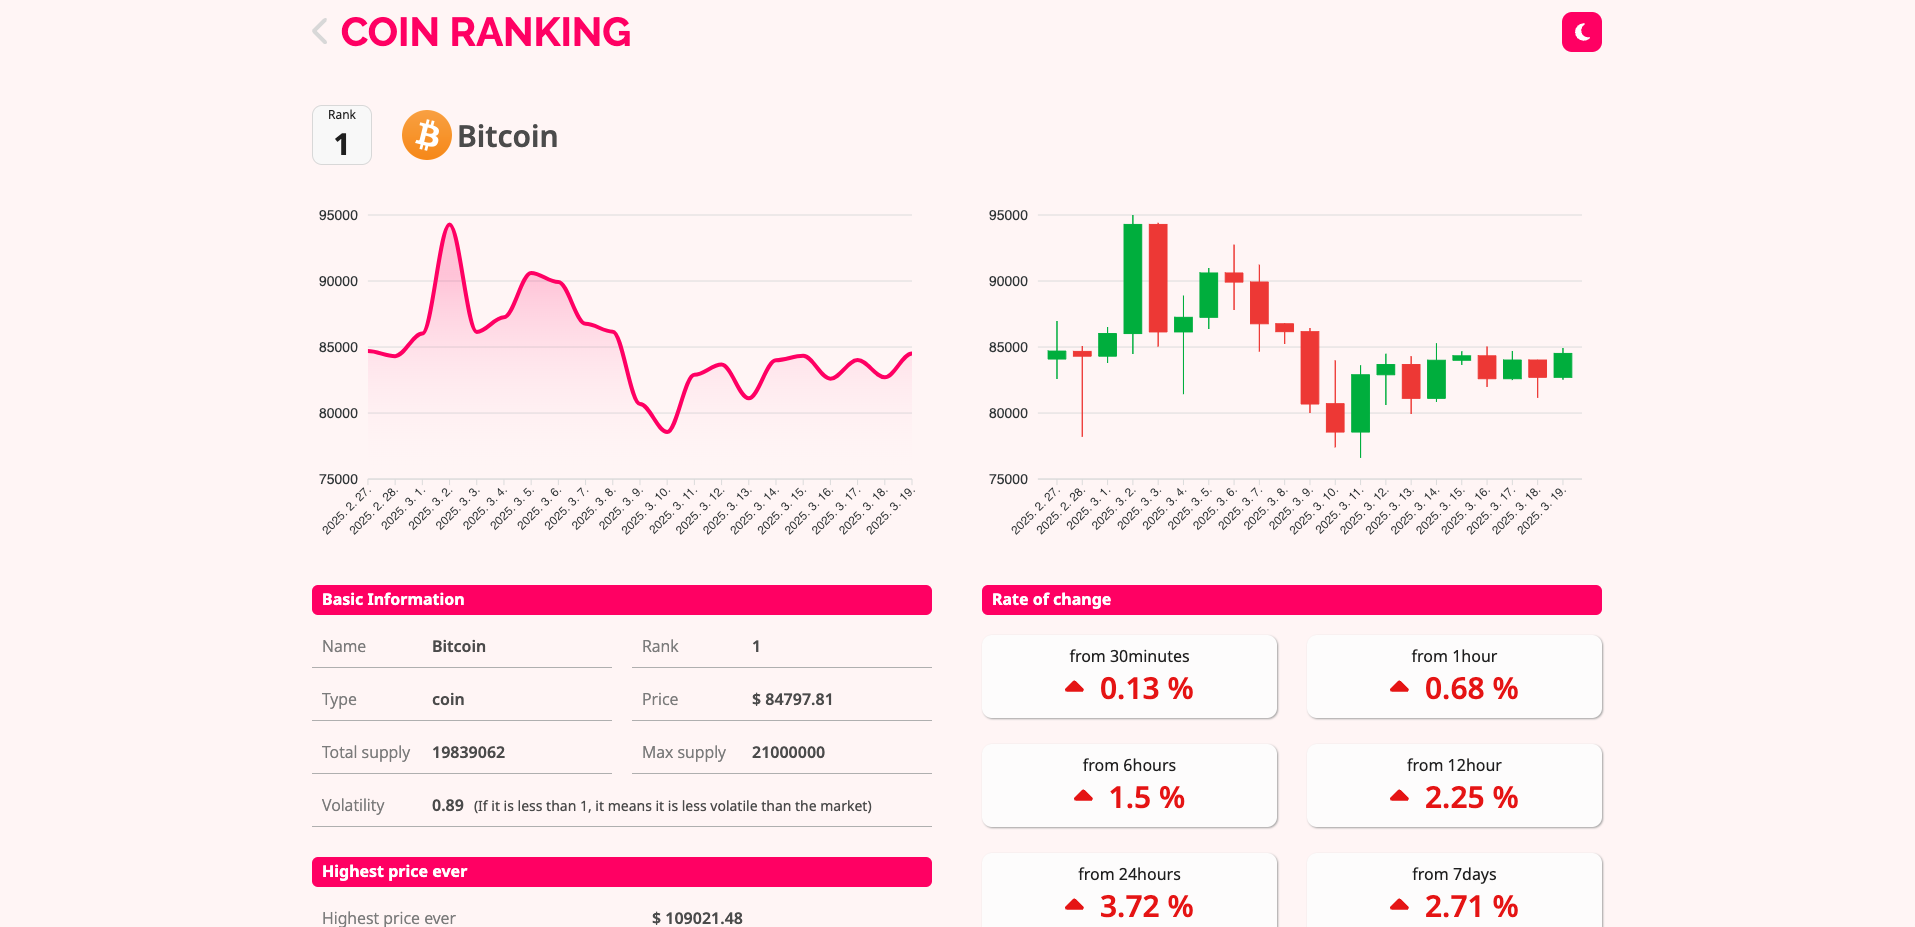 COIN RANKING
Rank
1
Bitcoin
95000
90000
85000
80000
75000
2025. 2. 27.
2025. 2. 28.
2025. 3. 1.
2025. 3. 2.
2025. 3. 3.
2025. 3. 4.
2025. 3. 5.
2025. 3. 6.
2025. 3. 7.
2025. 3. 8.
2025. 3. 9.
2025. 3. 10.
2025. 3. 11.
2025. 3. 12.
2025. 3. 13.
2025. 3. 14.
2025. 3. 15.
2025. 3. 16.
2025. 3. 17.
2025. 3. 18.
2025. 3. 19.
95000
90000
85000
80000
75000
2025. 2. 27.
2025. 2. 28.
2025. 3. 1.
2025. 3. 2.
2025. 3. 3.
2025. 3. 4.
2025. 3. 5.
2025. 3. 6.
2025. 3. 7.
2025. 3. 8.
2025. 3. 9.
2025. 3. 10.
2025. 3. 11.
2025. 3. 12.
2025. 3. 13.
2025. 3. 14.
2025. 3. 15.
2025. 3. 16.
2025. 3. 17.
2025. 3. 18.
2025. 3. 19.
Basic Information
Name Bitcoin Rank 1
Type coin Price $ 84797.81
Total supply 19839062 Max supply 21000000
Volatility 0.89 (If it is less than 1, it means it is less volatile than the market)
Highest price ever
Highest price ever $ 109021.48
Rate of change
from 30minutes
0.13 %
from 1hour
0.68 %
from 6hours
1.5 %
from 12hour
2.25 %
from 24hours
3.72 %
from 7days
2.71 %